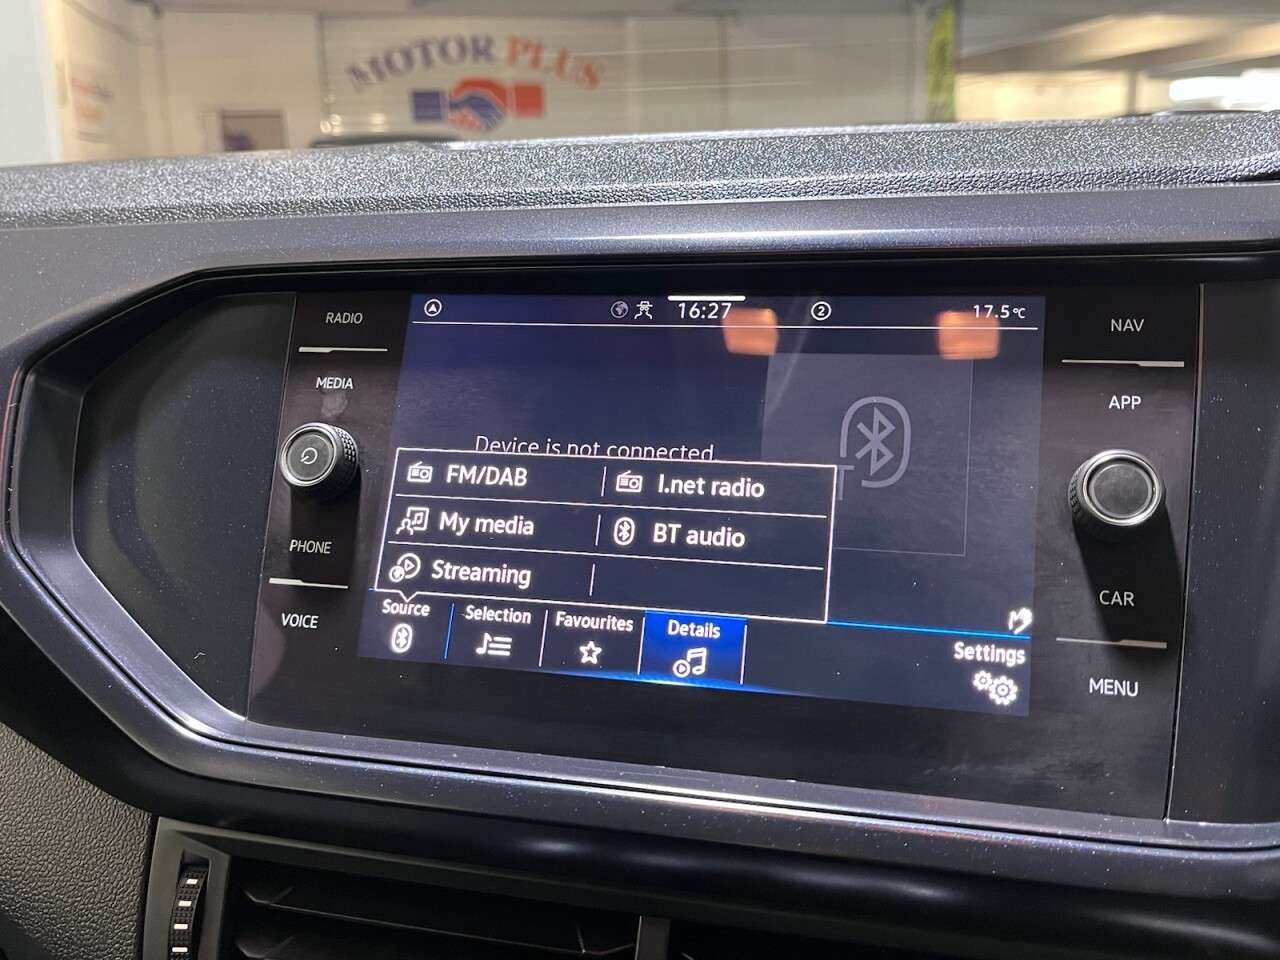 MOTOR PLUS
RADIO
MEDIA
PHONE
VOICE
16:27
2
17.5°C
Device is not connected.
FM/DAB
I.net radio
My media
BT audio
Streaming
Source
Selection
Favourites
Details
Settings
NAV
APP
CAR
MENU